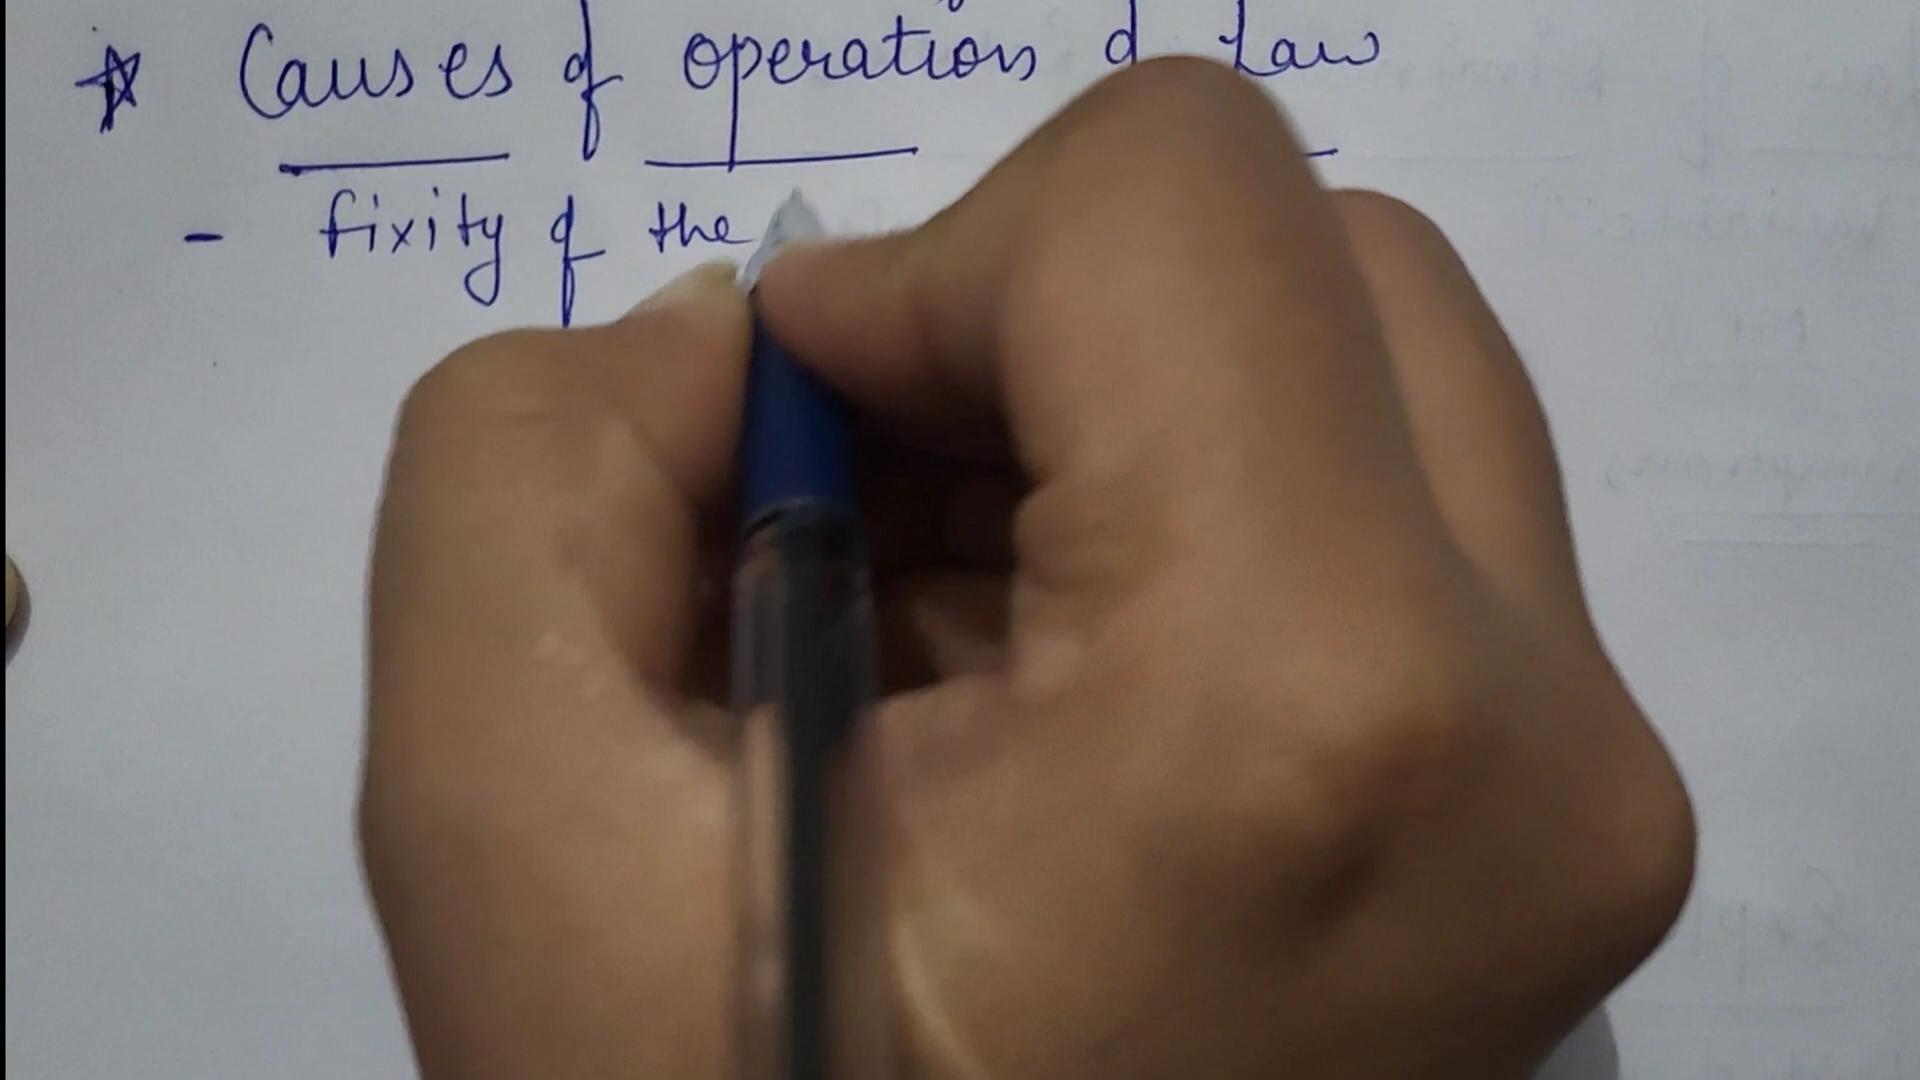 ☆ Causes of operation of Law
- fixity of the